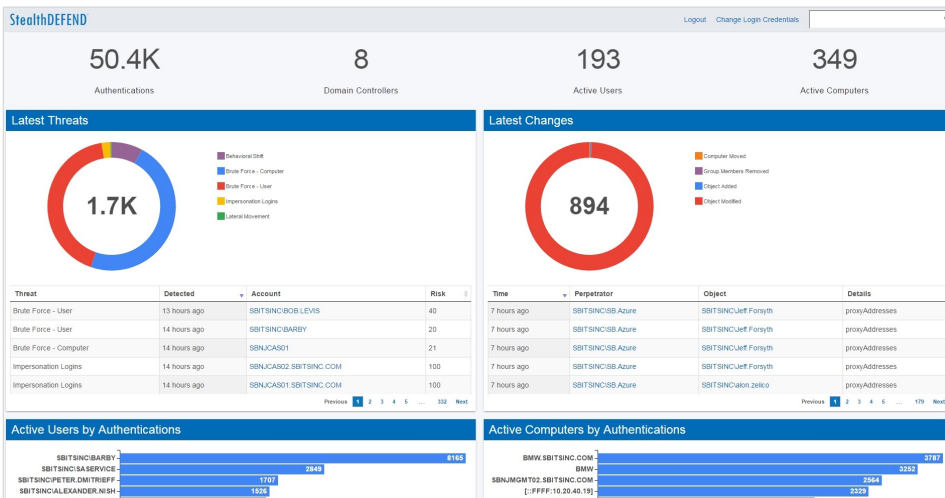 StealthDEFEND
Logout Change Login Credentials
50.4K 8 193 349
Authentications Domain Controllers Active Users Active Computers
Latest Threats
1.7K
Behavioral Shift
Brute Force - Computer
Brute Force - User
Impersonation Logins
Lateral Movement
Threat Detected Account Risk
Brute Force - User 13 hours ago SBITSINC\BOB.LEVIS 40
Brute Force - User 14 hours ago SBITSINC\BARBY 20
Brute Force - Computer 14 hours ago SBNJCAS01 21
Impersonation Logins 14 hours ago SBNJCAS02.SBITSINC.COM 100
Impersonation Logins 14 hours ago SBNJCAS01.SBITSINC.COM 100
Previous 1 2 3 4 5 ... 332 Next
Latest Changes
894
Computer Moved
Group Members Removed
Object Added
Object Modified
Time Perpetrator Object Details
7 hours ago SBITSINC\SB.Azure SBITSINC\Jeff.Forsyth proxyAddresses
7 hours ago SBITSINC\SB.Azure SBITSINC\Jeff.Forsyth proxyAddresses
7 hours ago SBITSINC\SB.Azure SBITSINC\Jeff.Forsyth proxyAddresses
7 hours ago SBITSINC\SB.Azure SBITSINC\Jeff.Forsyth proxyAddresses
7 hours ago SBITSINC\SB.Azure SBITSINC\aion.zelico proxyAddresses
Previous 1 2 3 4 5 ... 179 Next
Active Users by Authentications
SBITSINC\BARBY 8165
SBITSINC\SASERVICE 2849
SBITSINC\PETER.DMITRIEFF 1707
SBITSINC\ALEXANDER.NISH 1526
Active Computers by Authentications
BMW.SBITSINC.COM 3787
BMW 3252
SBNJMGMT02.SBITSINC.COM 2564
[::FFFF:10.20.40.19] 2329